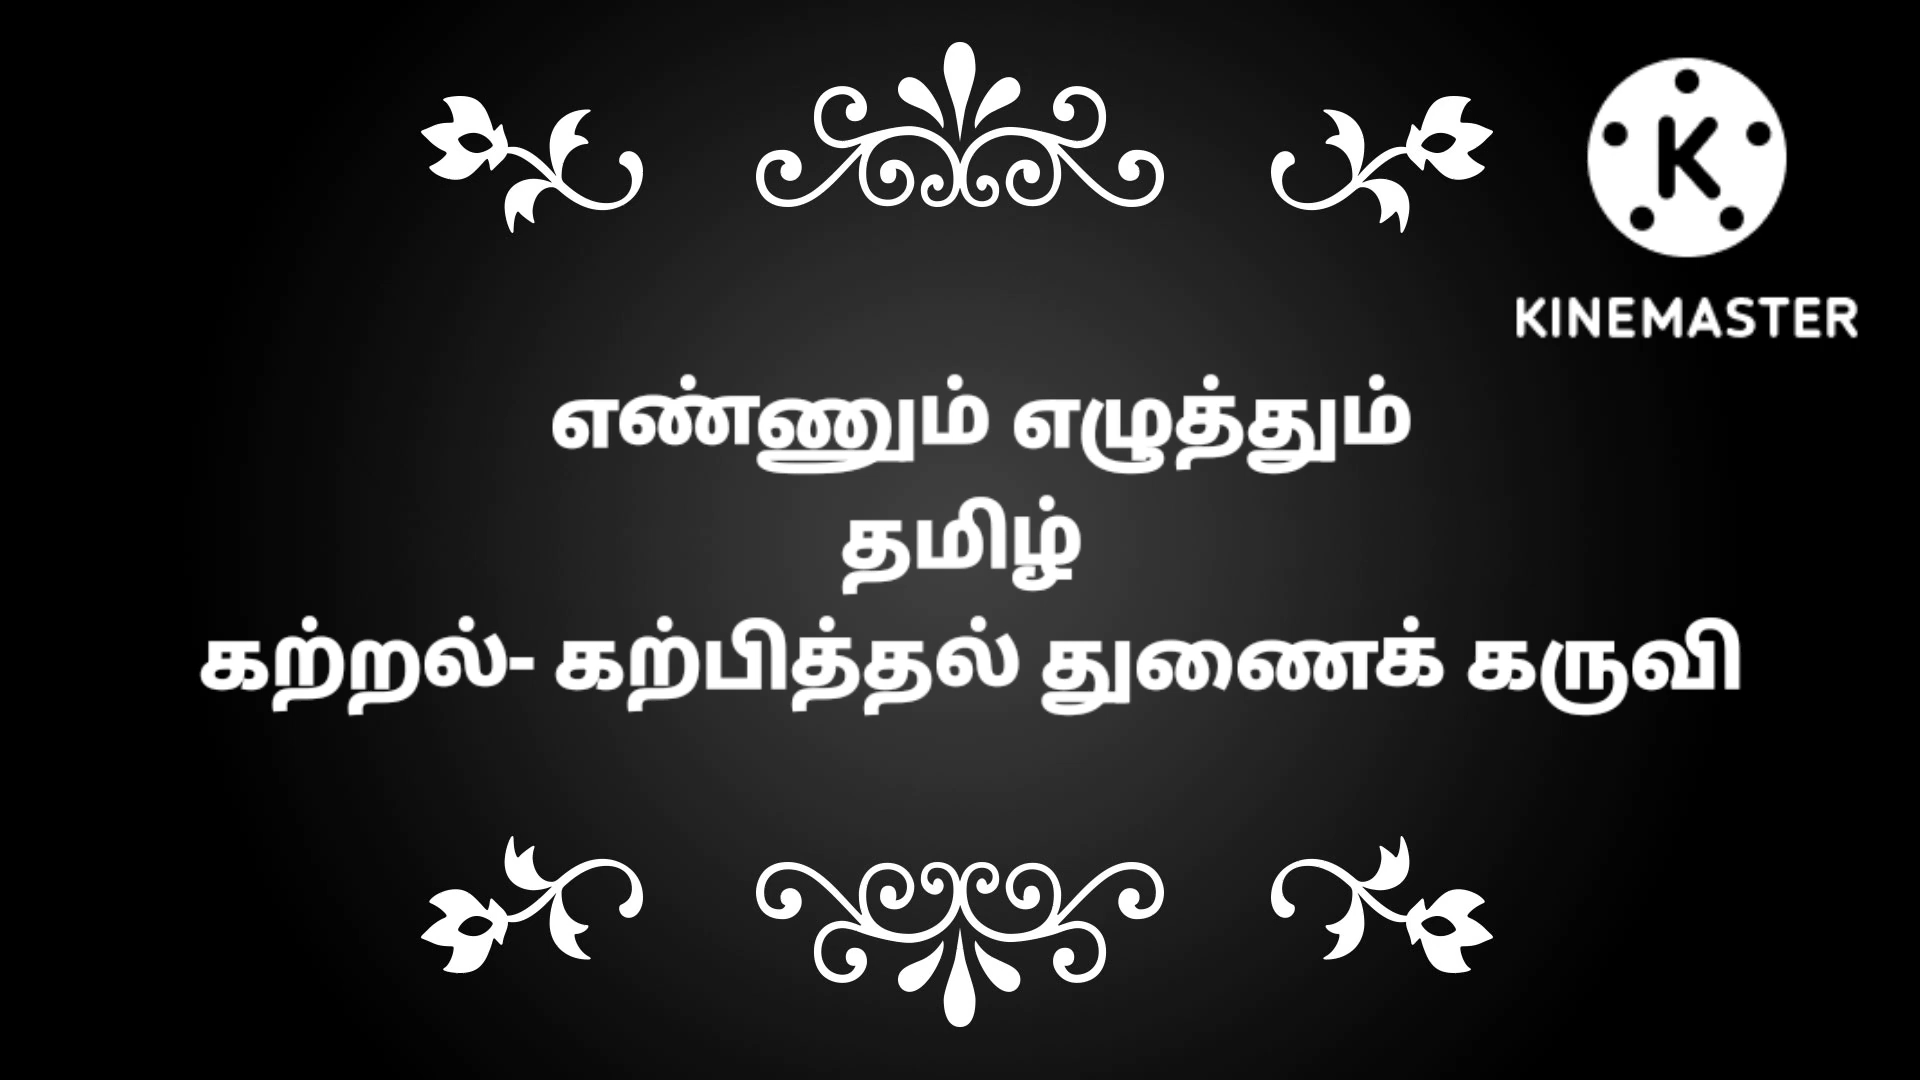 KINEMASTER
எண்ணும் எழுத்தும்
தமிழ்
கற்றல்- கற்பித்தல் துணைக் கருவி